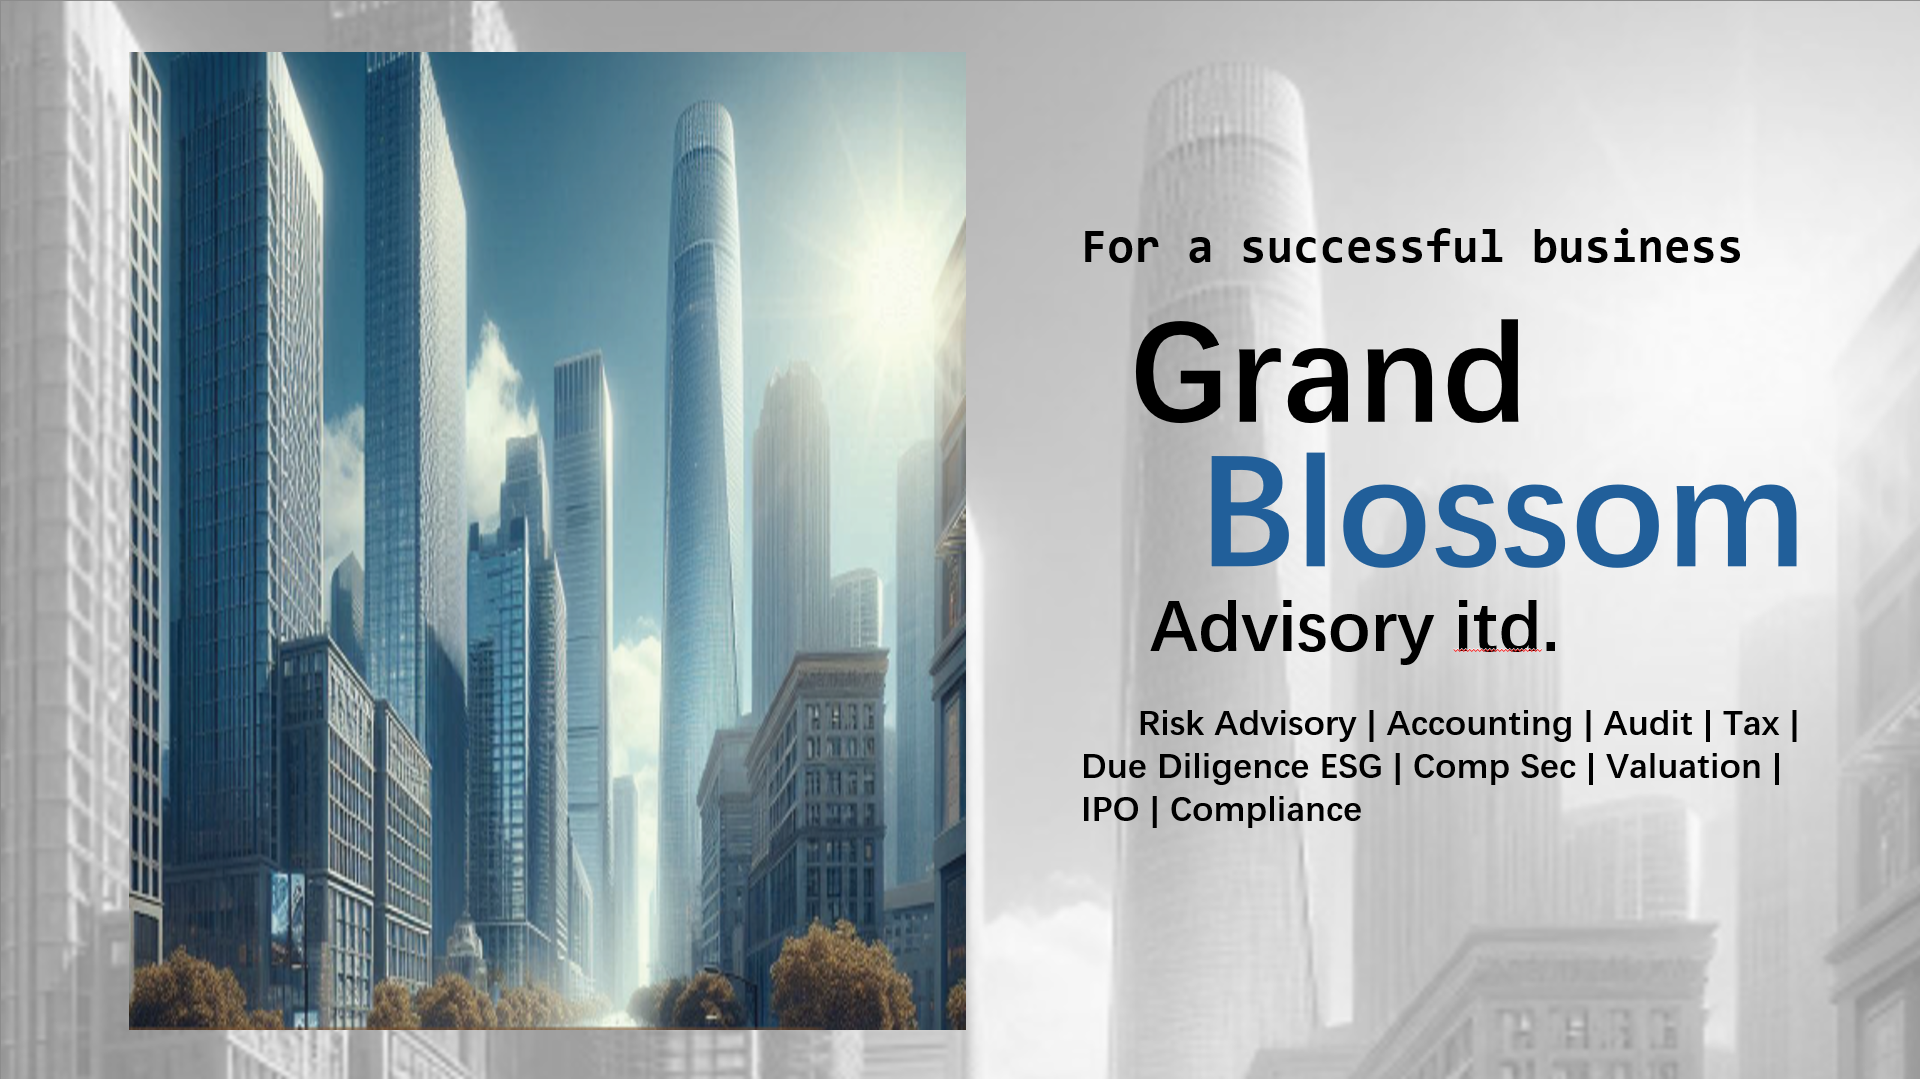 For a successful business
Grand
Blossom
Advisory itd.
Risk Advisory | Accounting | Audit | Tax |
Due Diligence ESG | Comp Sec | Valuation |
IPO | Compliance